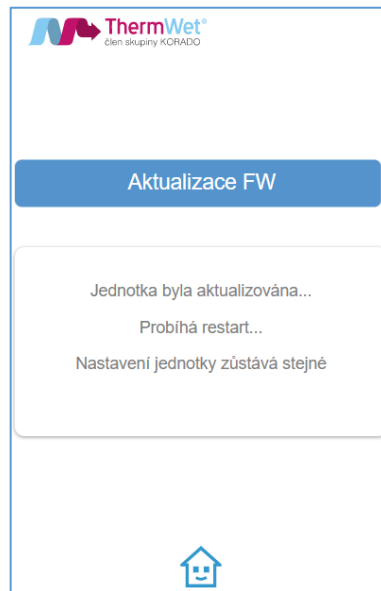 ThermWet®
člen skupiny KORADO
Aktualizace FW
Jednotka byla aktualizována...
Probíhá restart...
Nastavení jednotky zůstává stejné